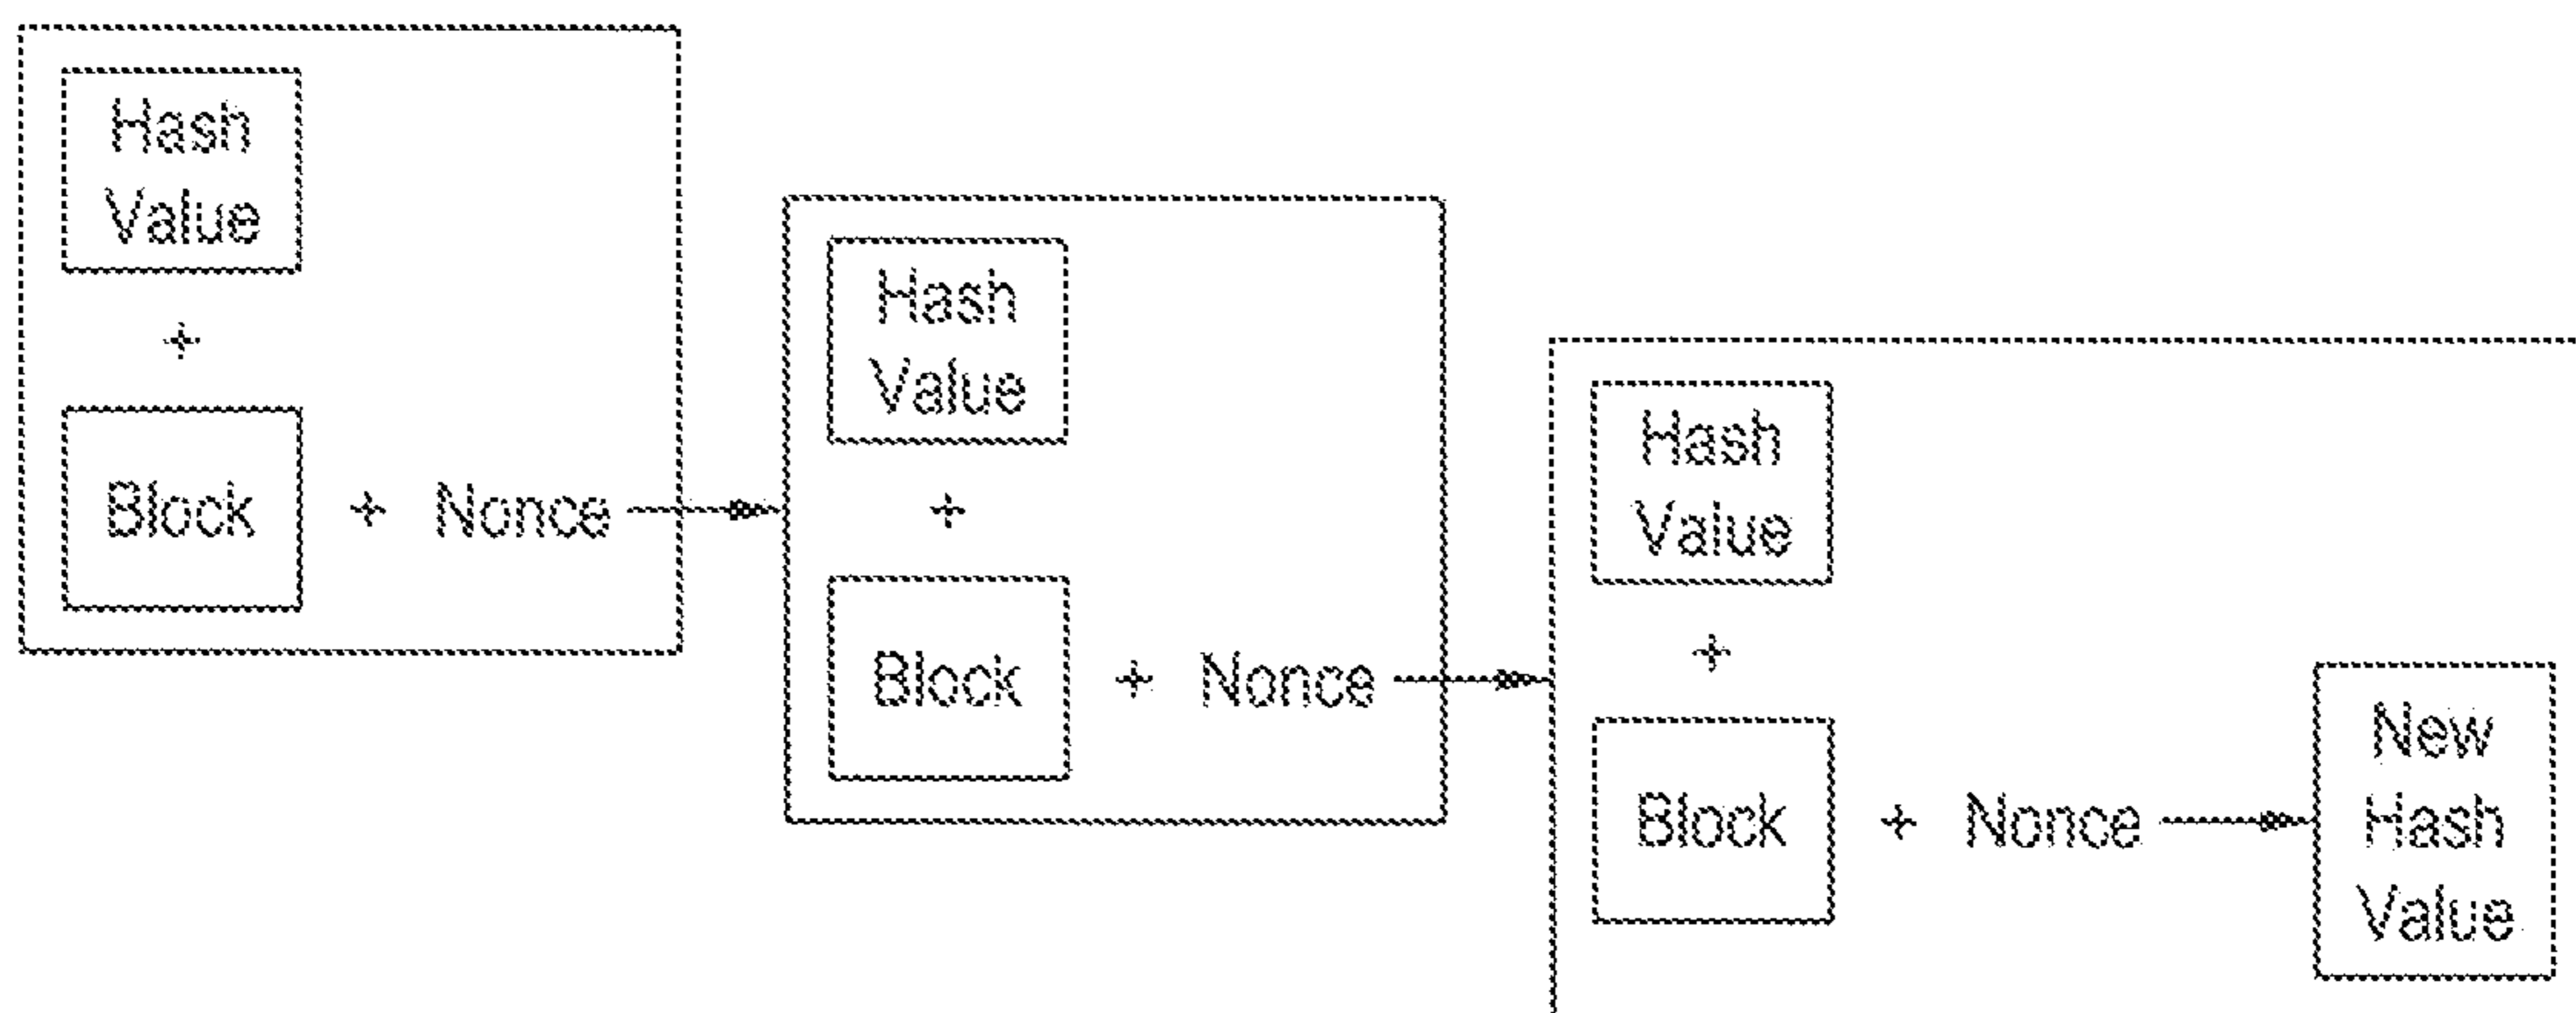 Hash
Value
+
Block + Nonce
Hash
Value
+
Block + Nonce
Hash
Value
+
Block + Nonce
New
Hash
Value